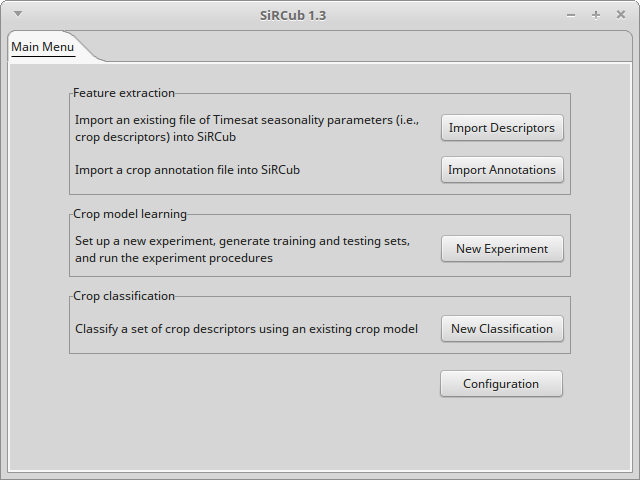 SiRCub 1.3
Main Menu
Feature extraction
Import an existing file of Timesat seasonality parameters (i.e.,
crop descriptors) into SiRCub
Import Descriptors
Import a crop annotation file into SiRCub
Import Annotations
Crop model learning
Set up a new experiment, generate training and testing sets,
and run the experiment procedures
New Experiment
Crop classification
Classify a set of crop descriptors using an existing crop model
New Classification
Configuration